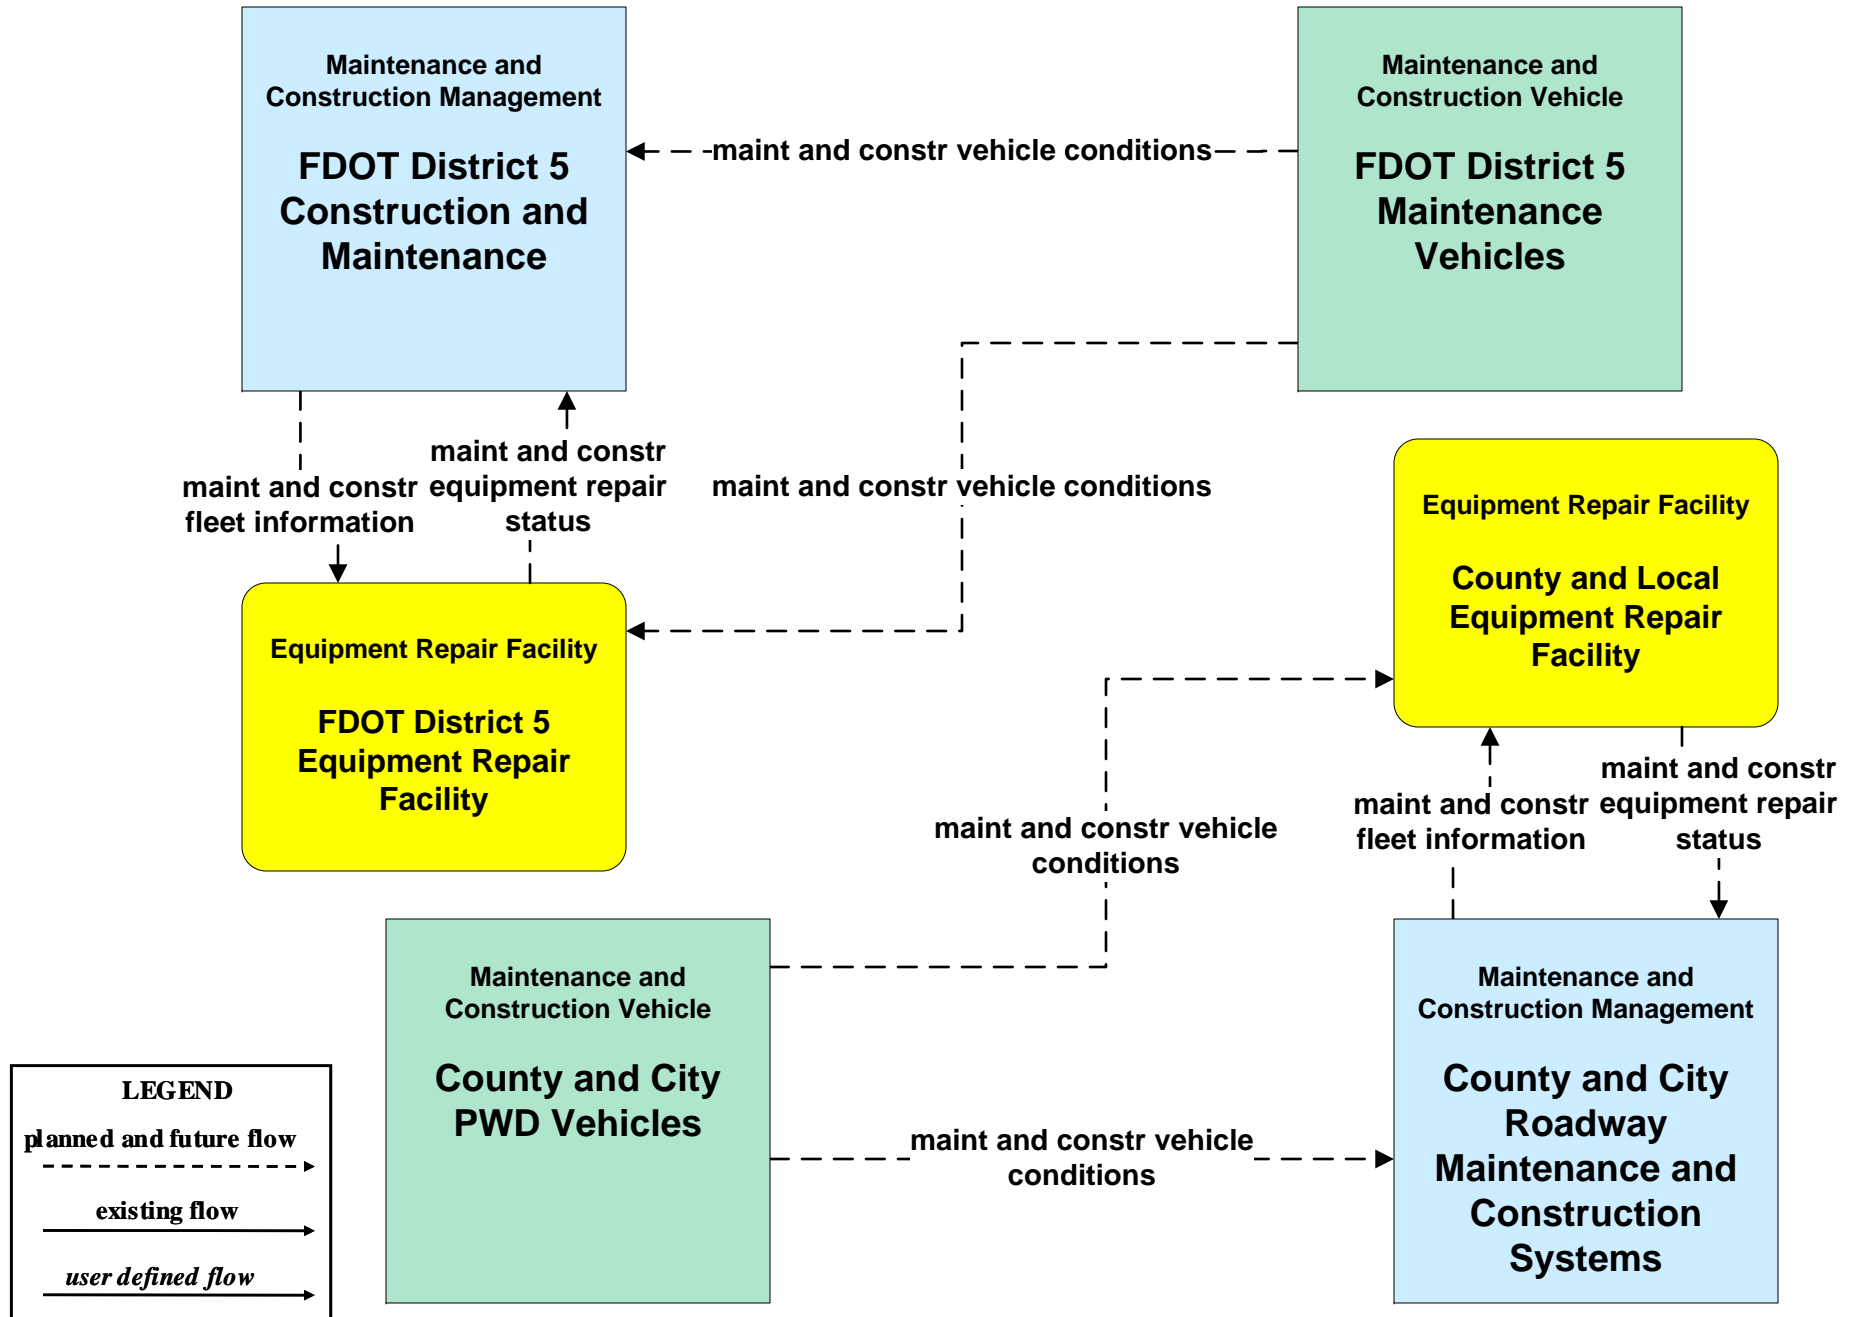 Maintenance and
Construction Management
FDOT District 5
Construction and
Maintenance
Maintenance and
Construction Vehicle
FDOT District 5
Maintenance
Vehicles
maint and constr vehicle conditions
maint and constr
fleet information
maint and constr
equipment repair
status
maint and constr vehicle conditions
Equipment Repair Facility
County and Local
Equipment Repair
Facility
Equipment Repair Facility
FDOT District 5
Equipment Repair
Facility
maint and constr vehicle
conditions
maint and constr
fleet information
maint and constr
equipment repair
status
Maintenance and
Construction Vehicle
County and City
PWD Vehicles
maint and constr vehicle
conditions
Maintenance and
Construction Management
County and City
Roadway
Maintenance and
Construction
Systems
LEGEND
planned and future flow
existing flow
user defined flow